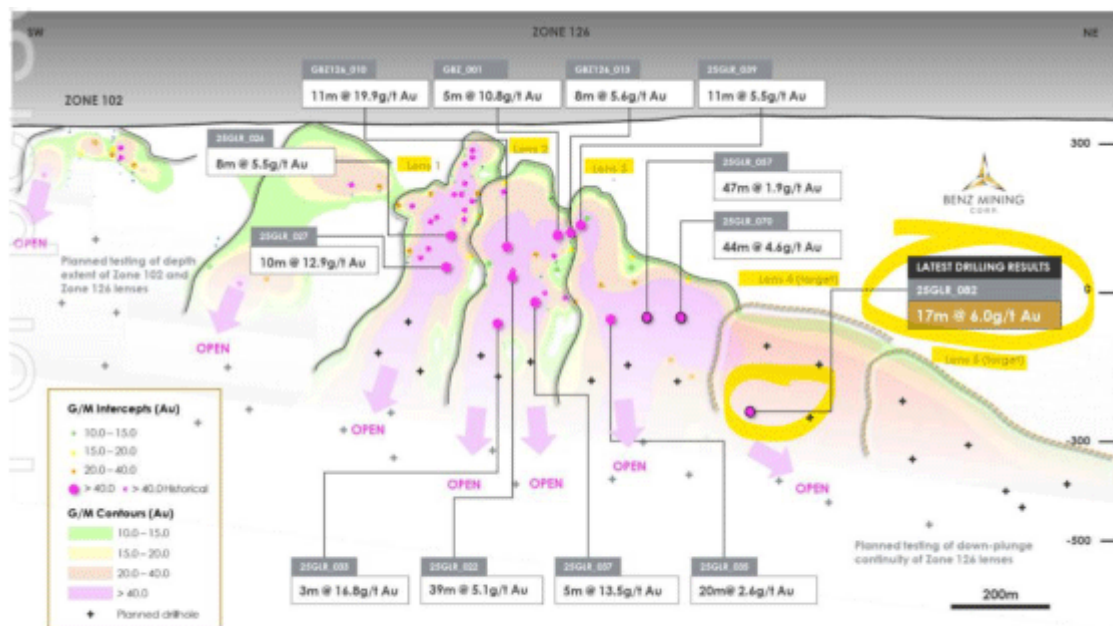 SW
ZONE 126
NE
GBZ126_010
11m @ 19.9g/t Au
GBZ_001
5m @ 10.8g/t Au
GBZ126_013
8m @ 5.6g/t Au
25GLR_039
11m @ 5.5g/t Au
ZONE 102
300
25GLR_026
8m @ 5.5g/t Au
Lens 1
Lens 2
Lens 3
25GLR_057
47m @ 1.9g/t Au
BENZ MINING
CORP.
25GLR_070
44m @ 4.6g/t Au
OPEN
25GLR_027
10m @ 12.9g/t Au
Planned testing of depth
extent of Zone 102 and
Zone 126 lenses
Lens 4 (target)
LATEST DRILLING RESULTS
25GLR_082
17m @ 6.0g/t Au
0
OPEN
Lens 5 (target)
G/M Intercepts (Au)
10.0–15.0
15.0–20.0
20.0–40.0
> 40.0
> 40.0 Historical
G/M Contours (Au)
10.0–15.0
15.0–20.0
20.0–40.0
> 40.0
Planned drillhole
OPEN
OPEN
OPEN
OPEN
OPEN
-300
-500
Planned testing of down-plunge
continuity of Zone 126 lenses
3m @ 16.8g/t Au
25GLR_022
39m @ 5.1g/t Au
25GLR_037
5m @ 13.5g/t Au
20m@ 2.6g/t Au
200m